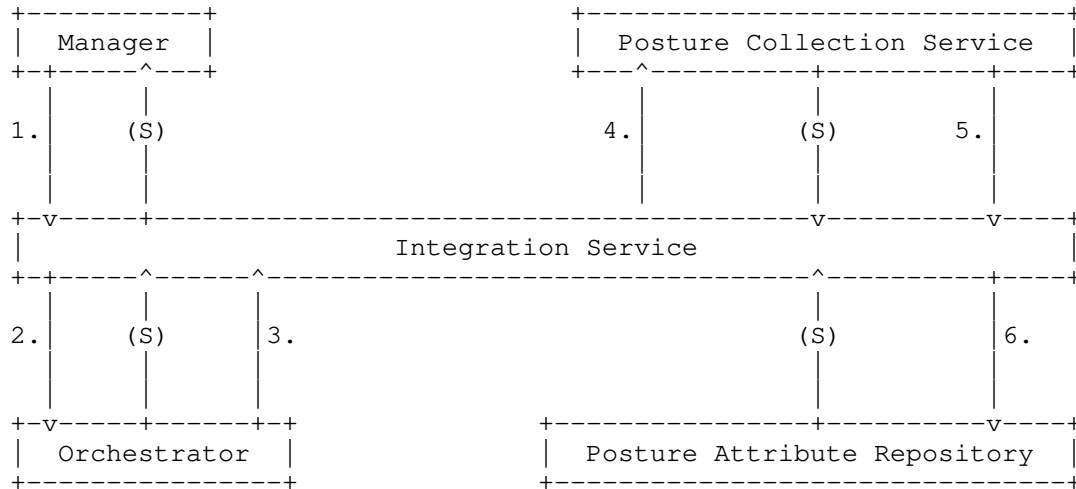 Manager Posture Collection Service
1. (S) 4. (S) 5.
Integration Service
2. (S) 3. (S) 6.
Orchestrator Posture Attribute Repository